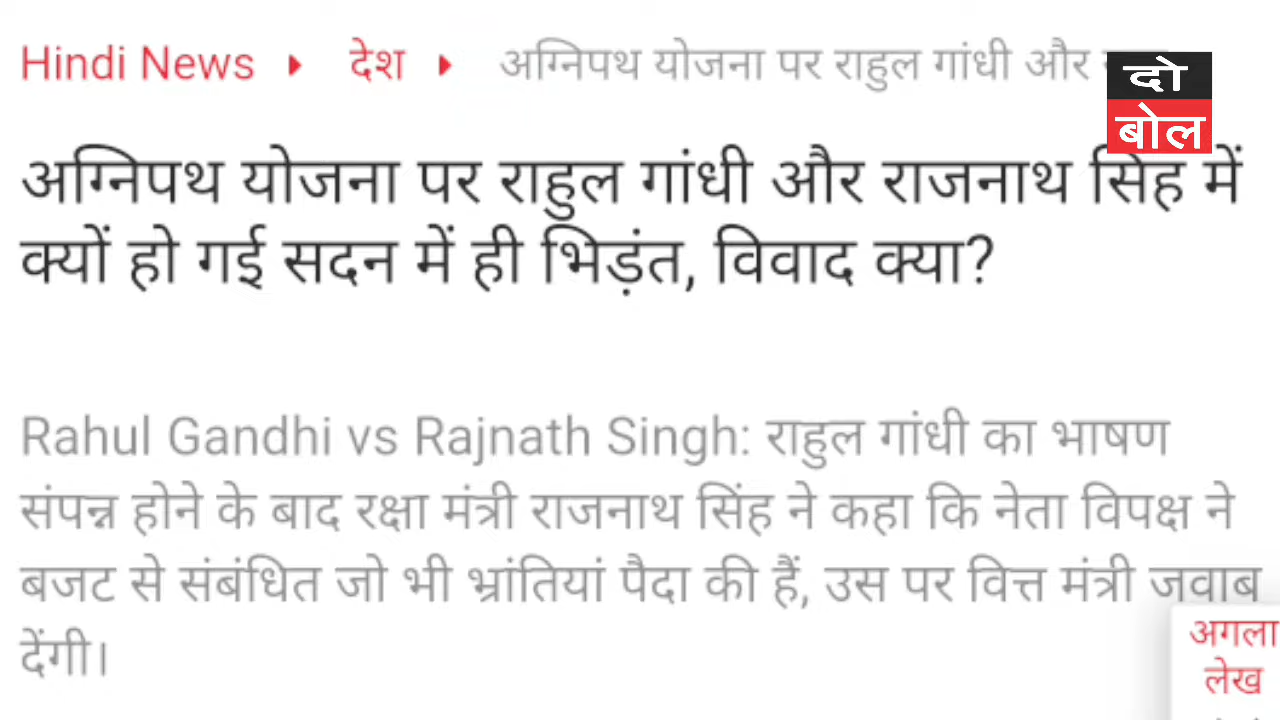 Hindi News ▸ देश ▸ अग्निपथ योजना पर राहुल गांधी और
दो
बोल
अग्निपथ योजना पर राहुल गांधी और राजनाथ सिंह में
क्यों हो गई सदन में ही भिड़ंत, विवाद क्या?
Rahul Gandhi vs Rajnath Singh: राहुल गांधी का भाषण
संपन्न होने के बाद रक्षा मंत्री राजनाथ सिंह ने कहा कि नेता विपक्ष ने
बजट से संबंधित जो भी भ्रांतियां पैदा की हैं, उस पर वित्त मंत्री जवाब
देंगी।
अगला
लेख